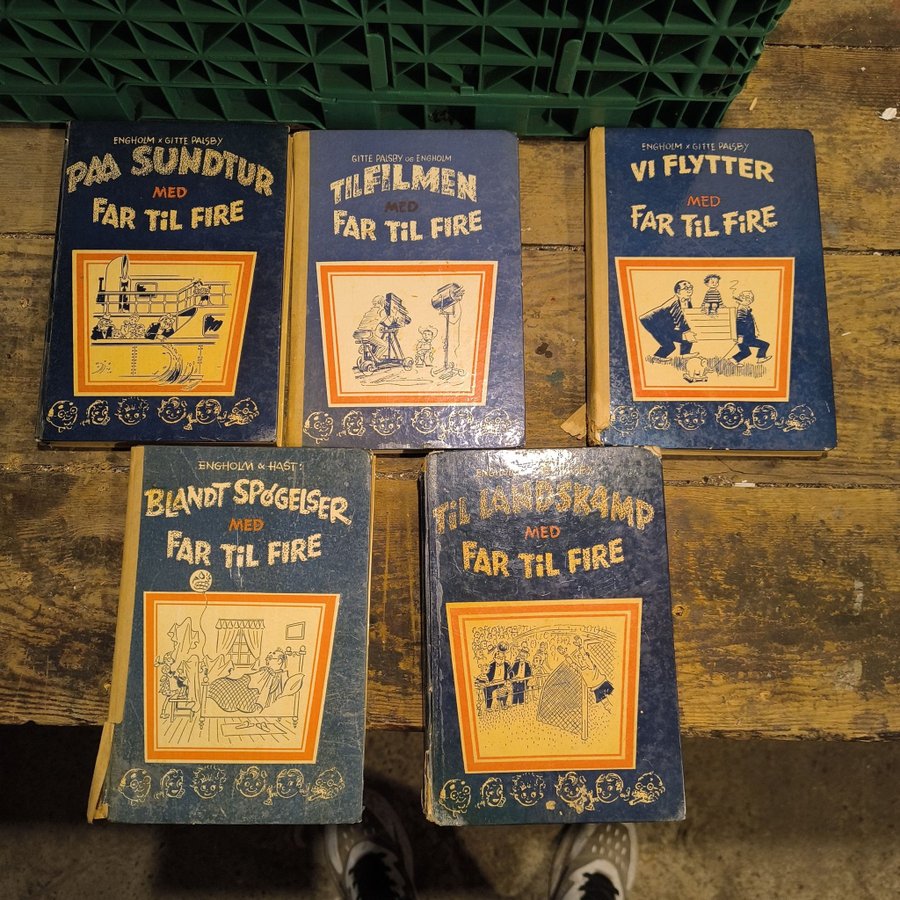 ENGHOLM x GITTE PALSBY
PAA SUNDTUR
MED
FAR TiL FIRE
GITTE PALSBY OG ENGHOLM
TIL FILMEN
MED
FAR TiL FIRE
ENGHOLM x GITTE PALSBY
Vi FLYTTER
MED
FAR TiL FiRE
ENGHOLM & HAST:
BLANDT SPØGELSER
MED
FAR TiL FIRE
TiL LANDSKAMP
MED
FAR TiL FIRE